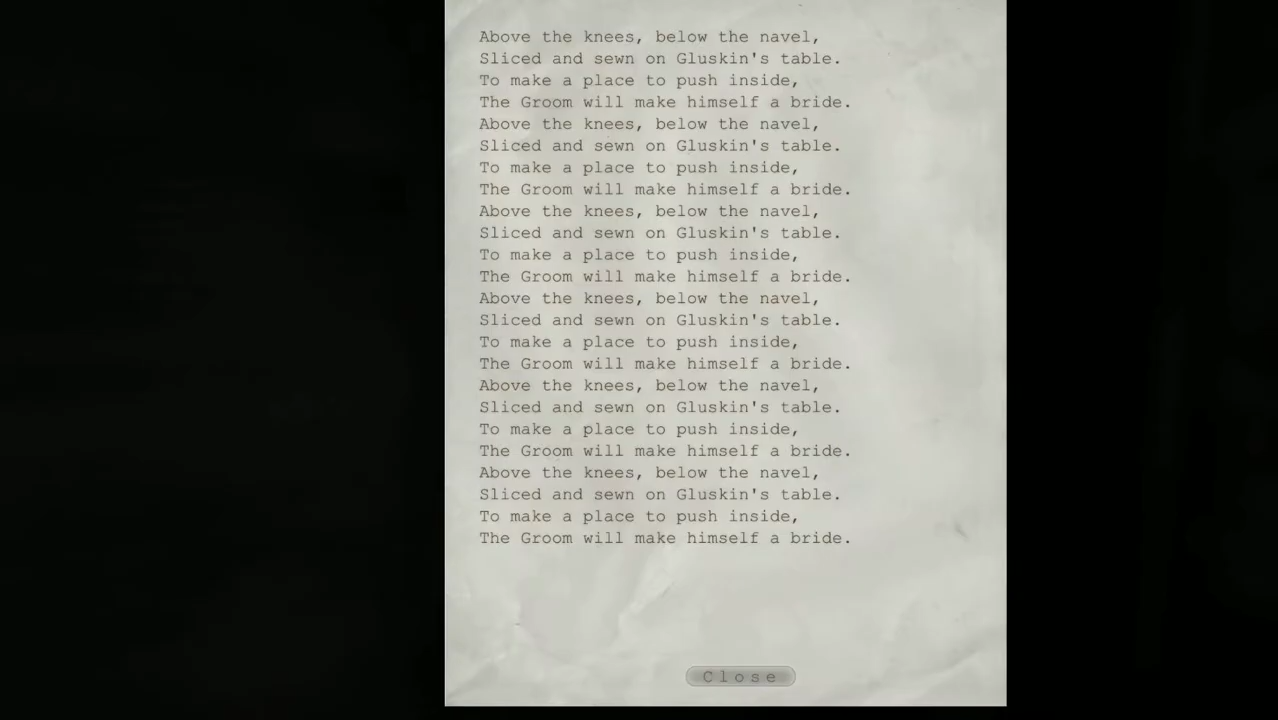 Above the knees, below the navel,
Sliced and sewn on Gluskin's table.
To make a place to push inside,
The Groom will make himself a bride.
Above the knees, below the navel,
Sliced and sewn on Gluskin's table.
To make a place to push inside,
The Groom will make himself a bride.
Above the knees, below the navel,
Sliced and sewn on Gluskin's table.
To make a place to push inside,
The Groom will make himself a bride.
Above the knees, below the navel,
Sliced and sewn on Gluskin's table.
To make a place to push inside,
The Groom will make himself a bride.
Above the knees, below the navel,
Sliced and sewn on Gluskin's table.
To make a place to push inside,
The Groom will make himself a bride.
Above the knees, below the navel,
Sliced and sewn on Gluskin's table.
To make a place to push inside,
The Groom will make himself a bride.
Close